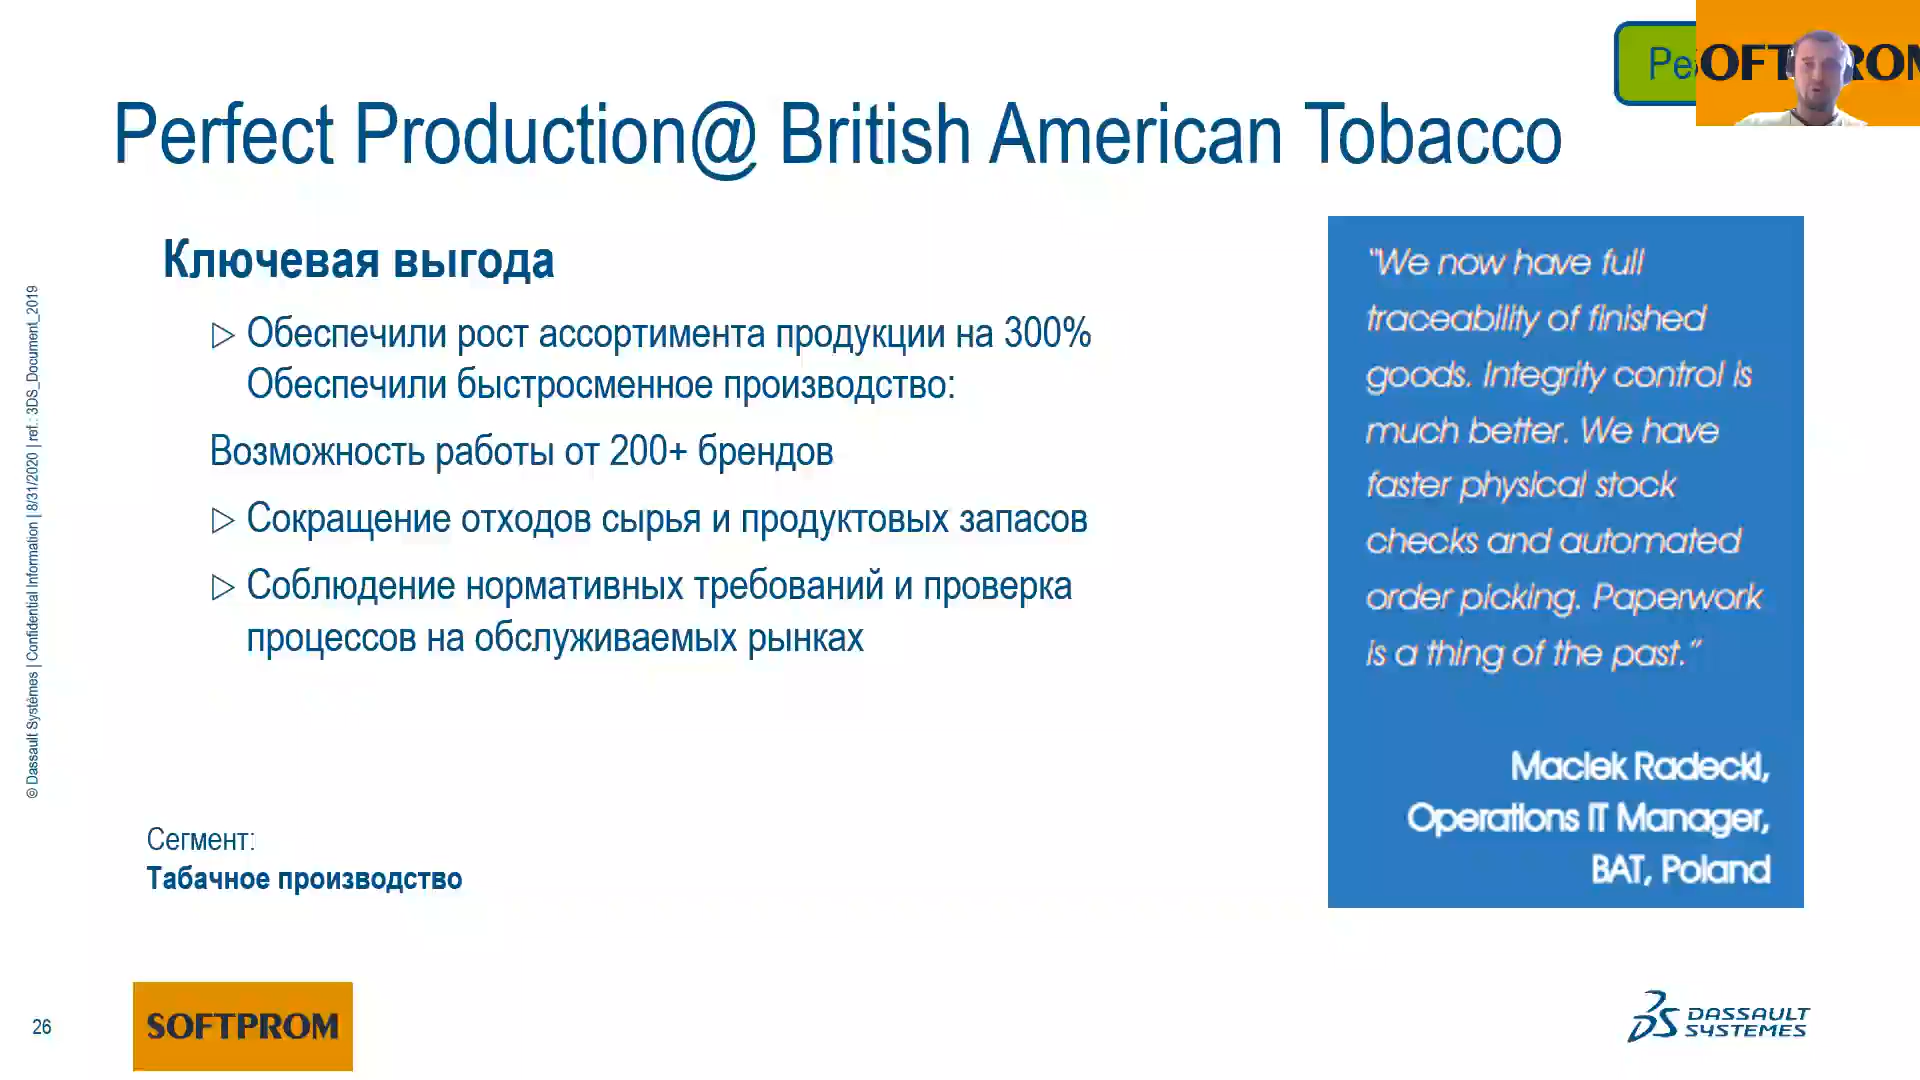 Perfect Production@ British American Tobacco
Ключевая выгода
▷ Обеспечили рост ассортимента продукции на 300%
Обеспечили быстросменное производство:
Возможность работы от 200+ брендов
▷ Сокращение отходов сырья и продуктовых запасов
▷ Соблюдение нормативных требований и проверка
процессов на обслуживаемых рынках
"We now have full
traceability of finished
goods. Integrity control is
much better. We have
faster physical stock
checks and automated
order picking. Paperwork
is a thing of the past."
Maciek Radecki,
Operations IT Manager,
BAT, Poland
Сегмент:
Табачное производство
© Dassault Systèmes | Confidential Information | 8/31/2020 | ref.: 3DS_Document_2019
26
SOFTPROM
DASSAULT
SYSTEMES